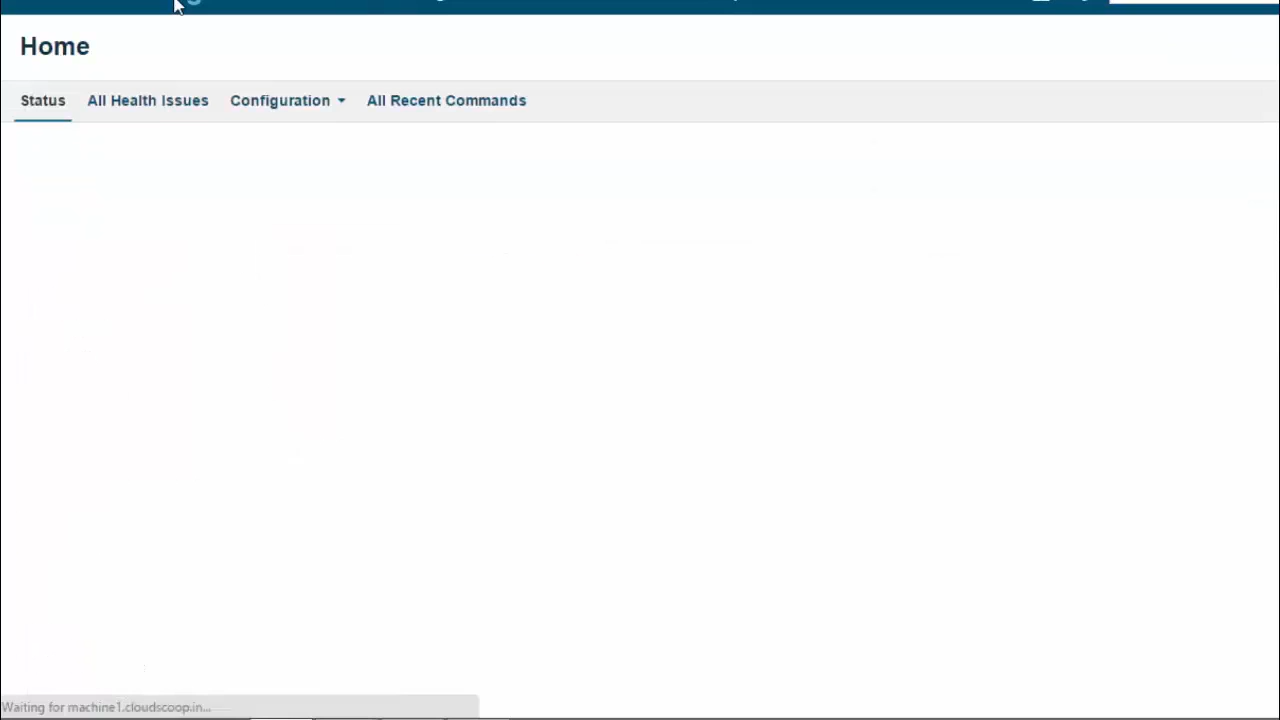 Home
Status All Health Issues Configuration All Recent Commands
Waiting for machine1.cloudscoop.in...